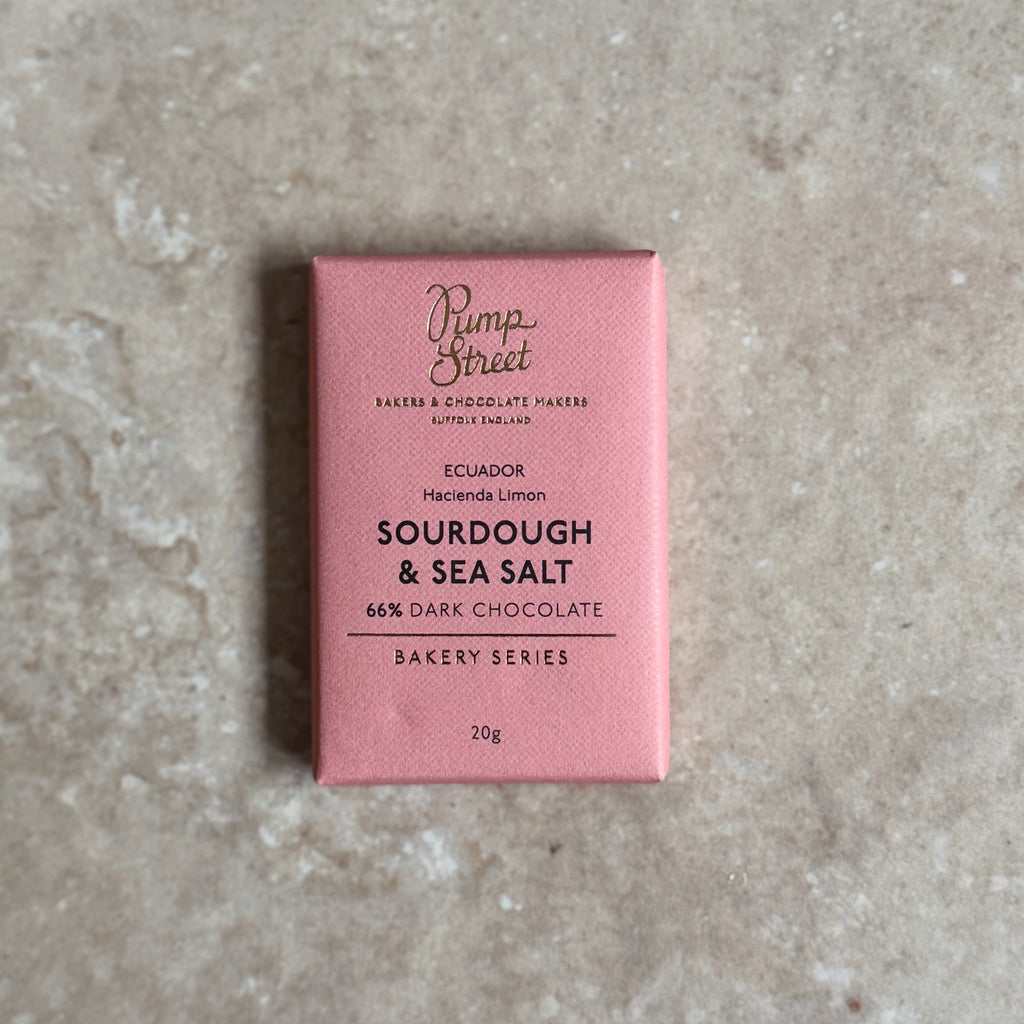 Pump
Street
BAKERS & CHOCOLATE MAKERS
SUFFOLK ENGLAND
ECUADOR
Hacienda Limon
SOURDOUGH
& SEA SALT
66% DARK CHOCOLATE
BAKERY SERIES
20g